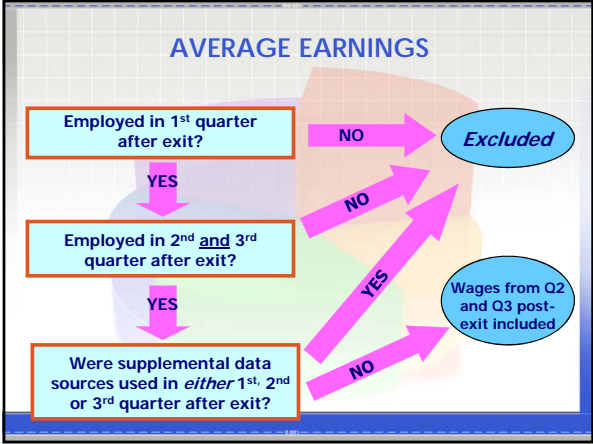 AVERAGE EARNINGS
Employed in 1st quarter
after exit?
NO
Excluded
YES
NO
Employed in 2nd and 3rd
quarter after exit?
YES
YES
Wages from Q2
and Q3 post-
exit included
Were supplemental data
sources used in either 1st, 2nd
or 3rd quarter after exit?
NO